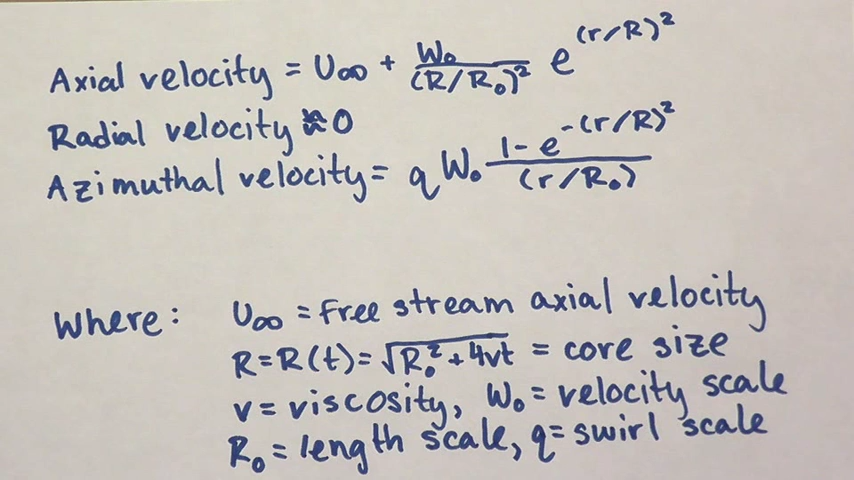 Axial velocity = U∞ + W₀/(R/R₀)² e^(r/R)²
Radial velocity ≈ 0
Azimuthal velocity = q W₀ (1 - e^-(r/R)²)/(r/R₀)
Where: U∞ = free stream axial velocity
R = R(t) = √(R₀² + 4vt) = core size
v = viscosity, W₀ = velocity scale
R₀ = length scale, q = swirl scale